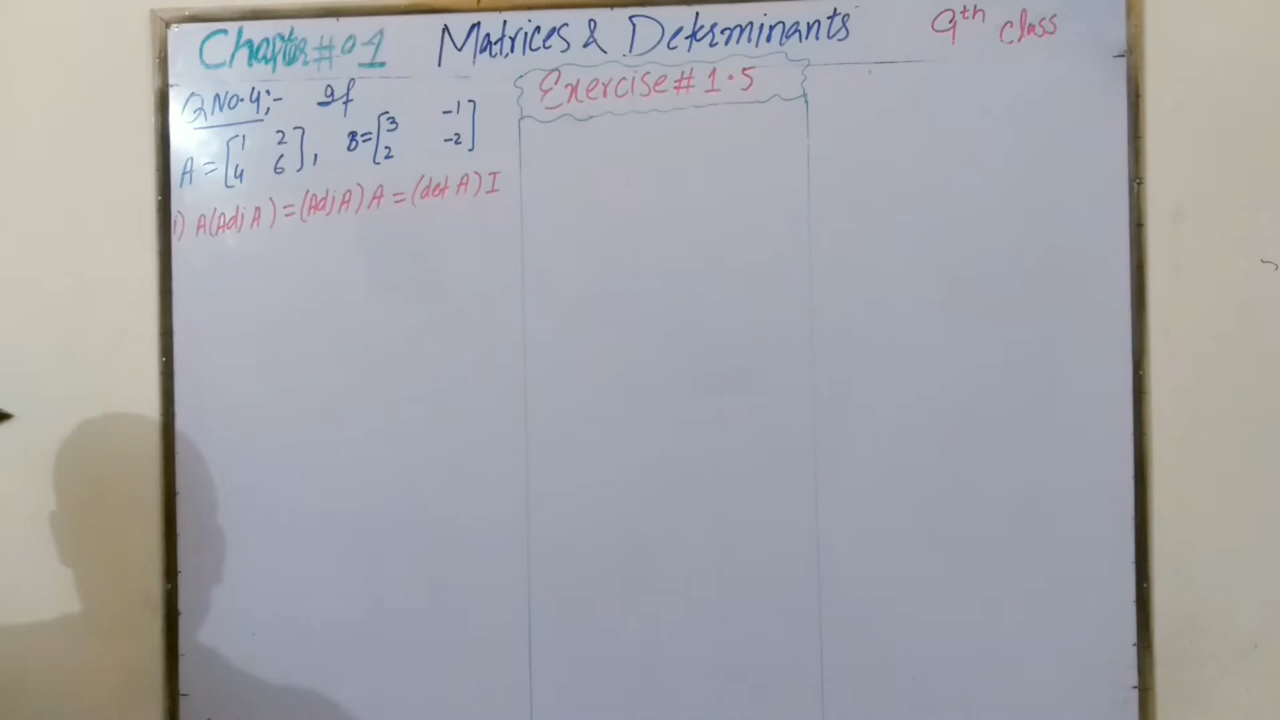 Chapter # 01 Matrices & Determinants 9th class
Exercise # 1.5
Q No.4:- If
A = [1 2
4 6], B = [3 -1
2 -2]
i) A(Adj A) = (Adj A) A = (det A) I